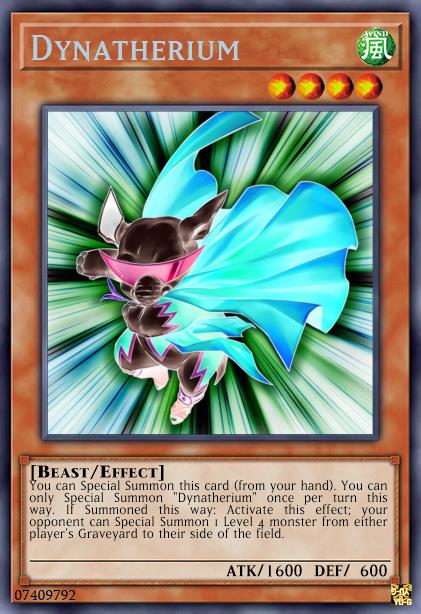 Dynatherium
WIND
風
[Beast/Effect]
You can Special Summon this card (from your hand). You can
only Special Summon "Dynatherium" once per turn this
way. If Summoned this way: Activate this effect; your
opponent can Special Summon 1 Level 4 monster from either
player's Graveyard to their side of the field.
ATK/1600 DEF/ 600
07409792